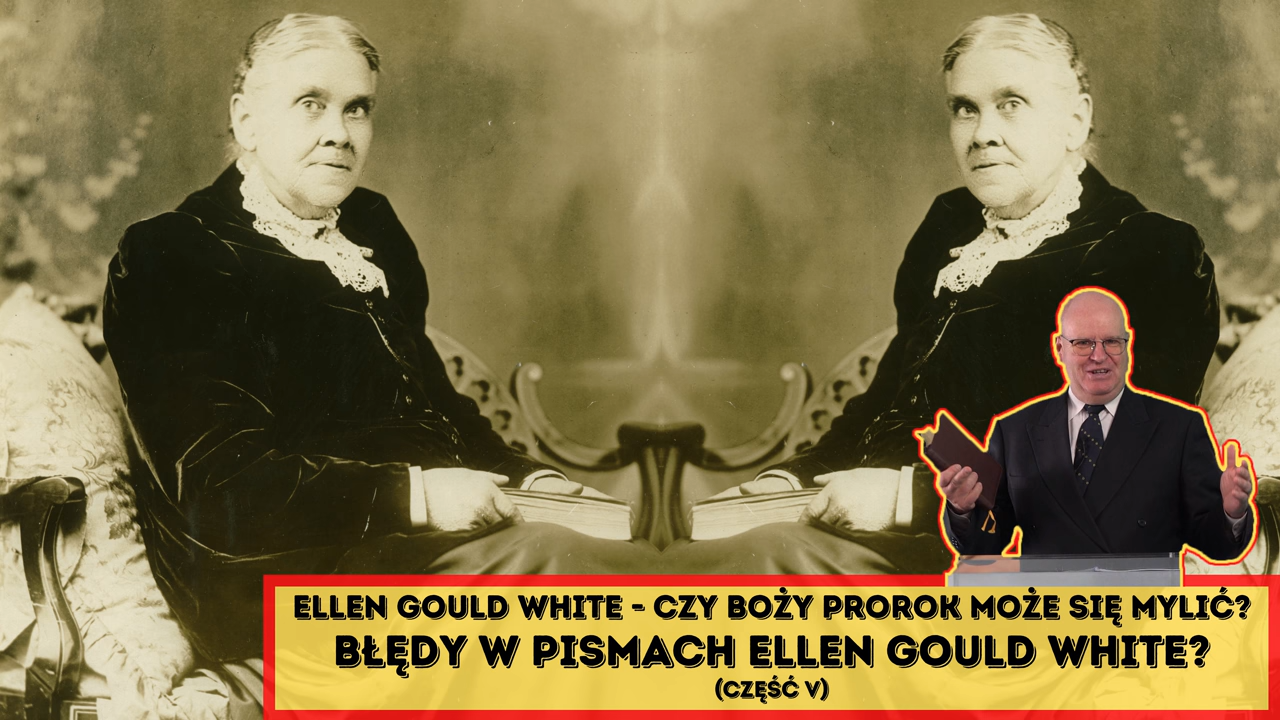 ELLEN GOULD WHITE - CZY BOŻY PROROK MOŻE SIĘ MYLIĆ?
BŁĘDY W PISMACH ELLEN GOULD WHITE?
(CZĘŚĆ V)